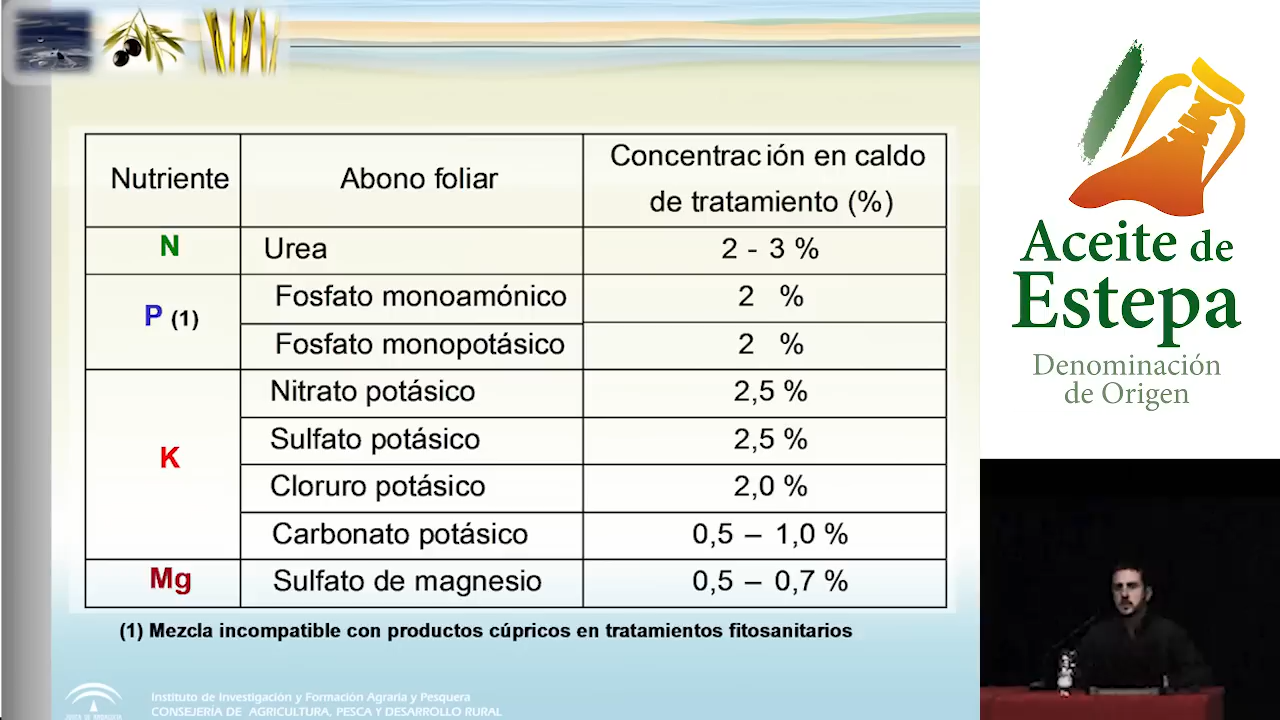 Nutriente
Abono foliar
Concentración en caldo
de tratamiento (%)
N
Urea
2 - 3 %
P (1)
Fosfato monoamónico
2 %
Fosfato monopotásico
2 %
K
Nitrato potásico
2,5 %
Sulfato potásico
2,5 %
Cloruro potásico
2,0 %
Carbonato potásico
0,5 – 1,0 %
Mg
Sulfato de magnesio
0,5 – 0,7 %
(1) Mezcla incompatible con productos cúpricos en tratamientos fitosanitarios
JUNTA DE ANDALUCIA
Instituto de Investigación y Formación Agraria y Pesquera
CONSEJERÍA DE AGRICULTURA, PESCA Y DESARROLLO RURAL
Aceite de
Estepa
Denominación
de Origen